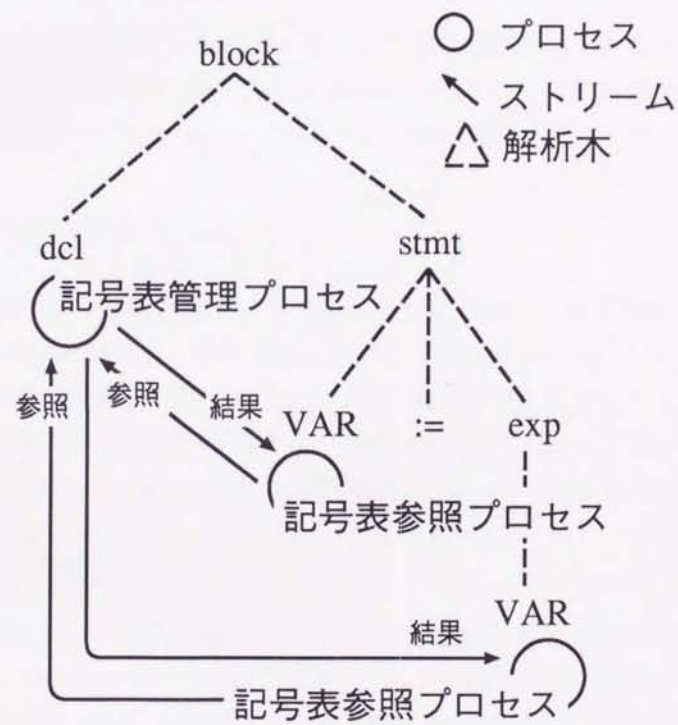 block
プロセス
ストリーム
解析木
dcl
stmt
記号表管理プロセス
参照
参照
結果
VAR
:=
exp
記号表参照プロセス
VAR
結果
記号表参照プロセス